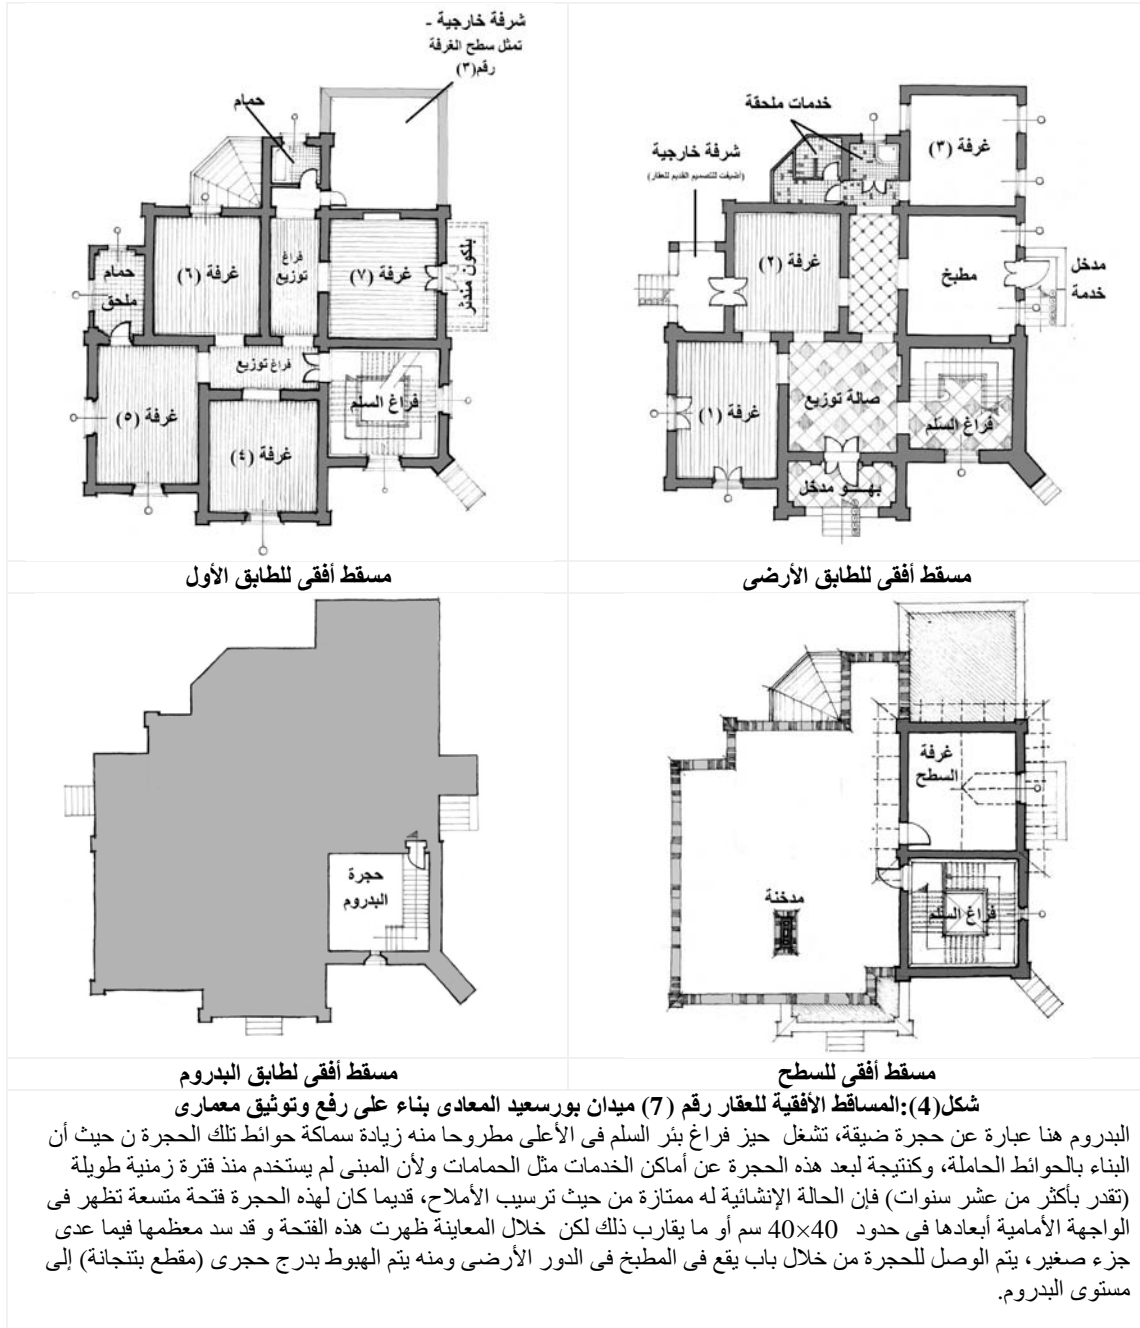 شرفة خارجية -
تمثل سطح الغرفة
رقم(٣)
حمام
غرفة (٦)
فراغ
توزيع
غرفة (٧)
بلكون مندثر
حمام
ملحق
فراغ توزيع
غرفة (٥)
غرفة (٤)
فراغ السلم
خدمات ملحقة
شرفة خارجية
(أضيفت للتصميم القديم للعقار)
غرفة (٣)
غرفة (٢)
مطبخ
مدخل
خدمة
غرفة (١)
صالة توزيع
فراغ السلم
بهـــو مدخل
مسقط أفقى للطابق الأرضى
مسقط أفقى للطابق الأول
غرفة
السطح
فراغ السلم
مدخنة
حجرة
البدروم
مسقط أفقى للسطح
مسقط أفقى لطابق البدروم
شكل(4):المساقط الأفقية للعقار رقم (7) ميدان بورسعيد المعادى بناء على رفع وتوثيق معمارى
البدروم هنا عبارة عن حجرة ضيقة، تشغل حيز فراغ بئر السلم فى الأعلى مطروحا منه زيادة سماكة حوائط تلك الحجرة ن حيث أن
البناء بالحوائط الحاملة، وكنتيجة لبعد هذه الحجرة عن أماكن الخدمات مثل الحمامات ولأن المبنى لم يستخدم منذ فترة زمنية طويلة
(تقدر بأكثر من عشر سنوات) فإن الحالة الإنشائية له ممتازة من حيث ترسيب الأملاح، قديما كان لهذه الحجرة فتحة متسعة تظهر فى
الواجهة الأمامية أبعادها فى حدود 40×40 سم أو ما يقارب ذلك لكن خلال المعاينة ظهرت هذه الفتحة و قد سد معظمها فيما عدى
جزء صغير، يتم الوصل للحجرة من خلال باب يقع فى المطبخ فى الدور الأرضى ومنه يتم الهبوط بدرج حجرى (مقطع بتنجانة) إلى
مستوى البدروم.